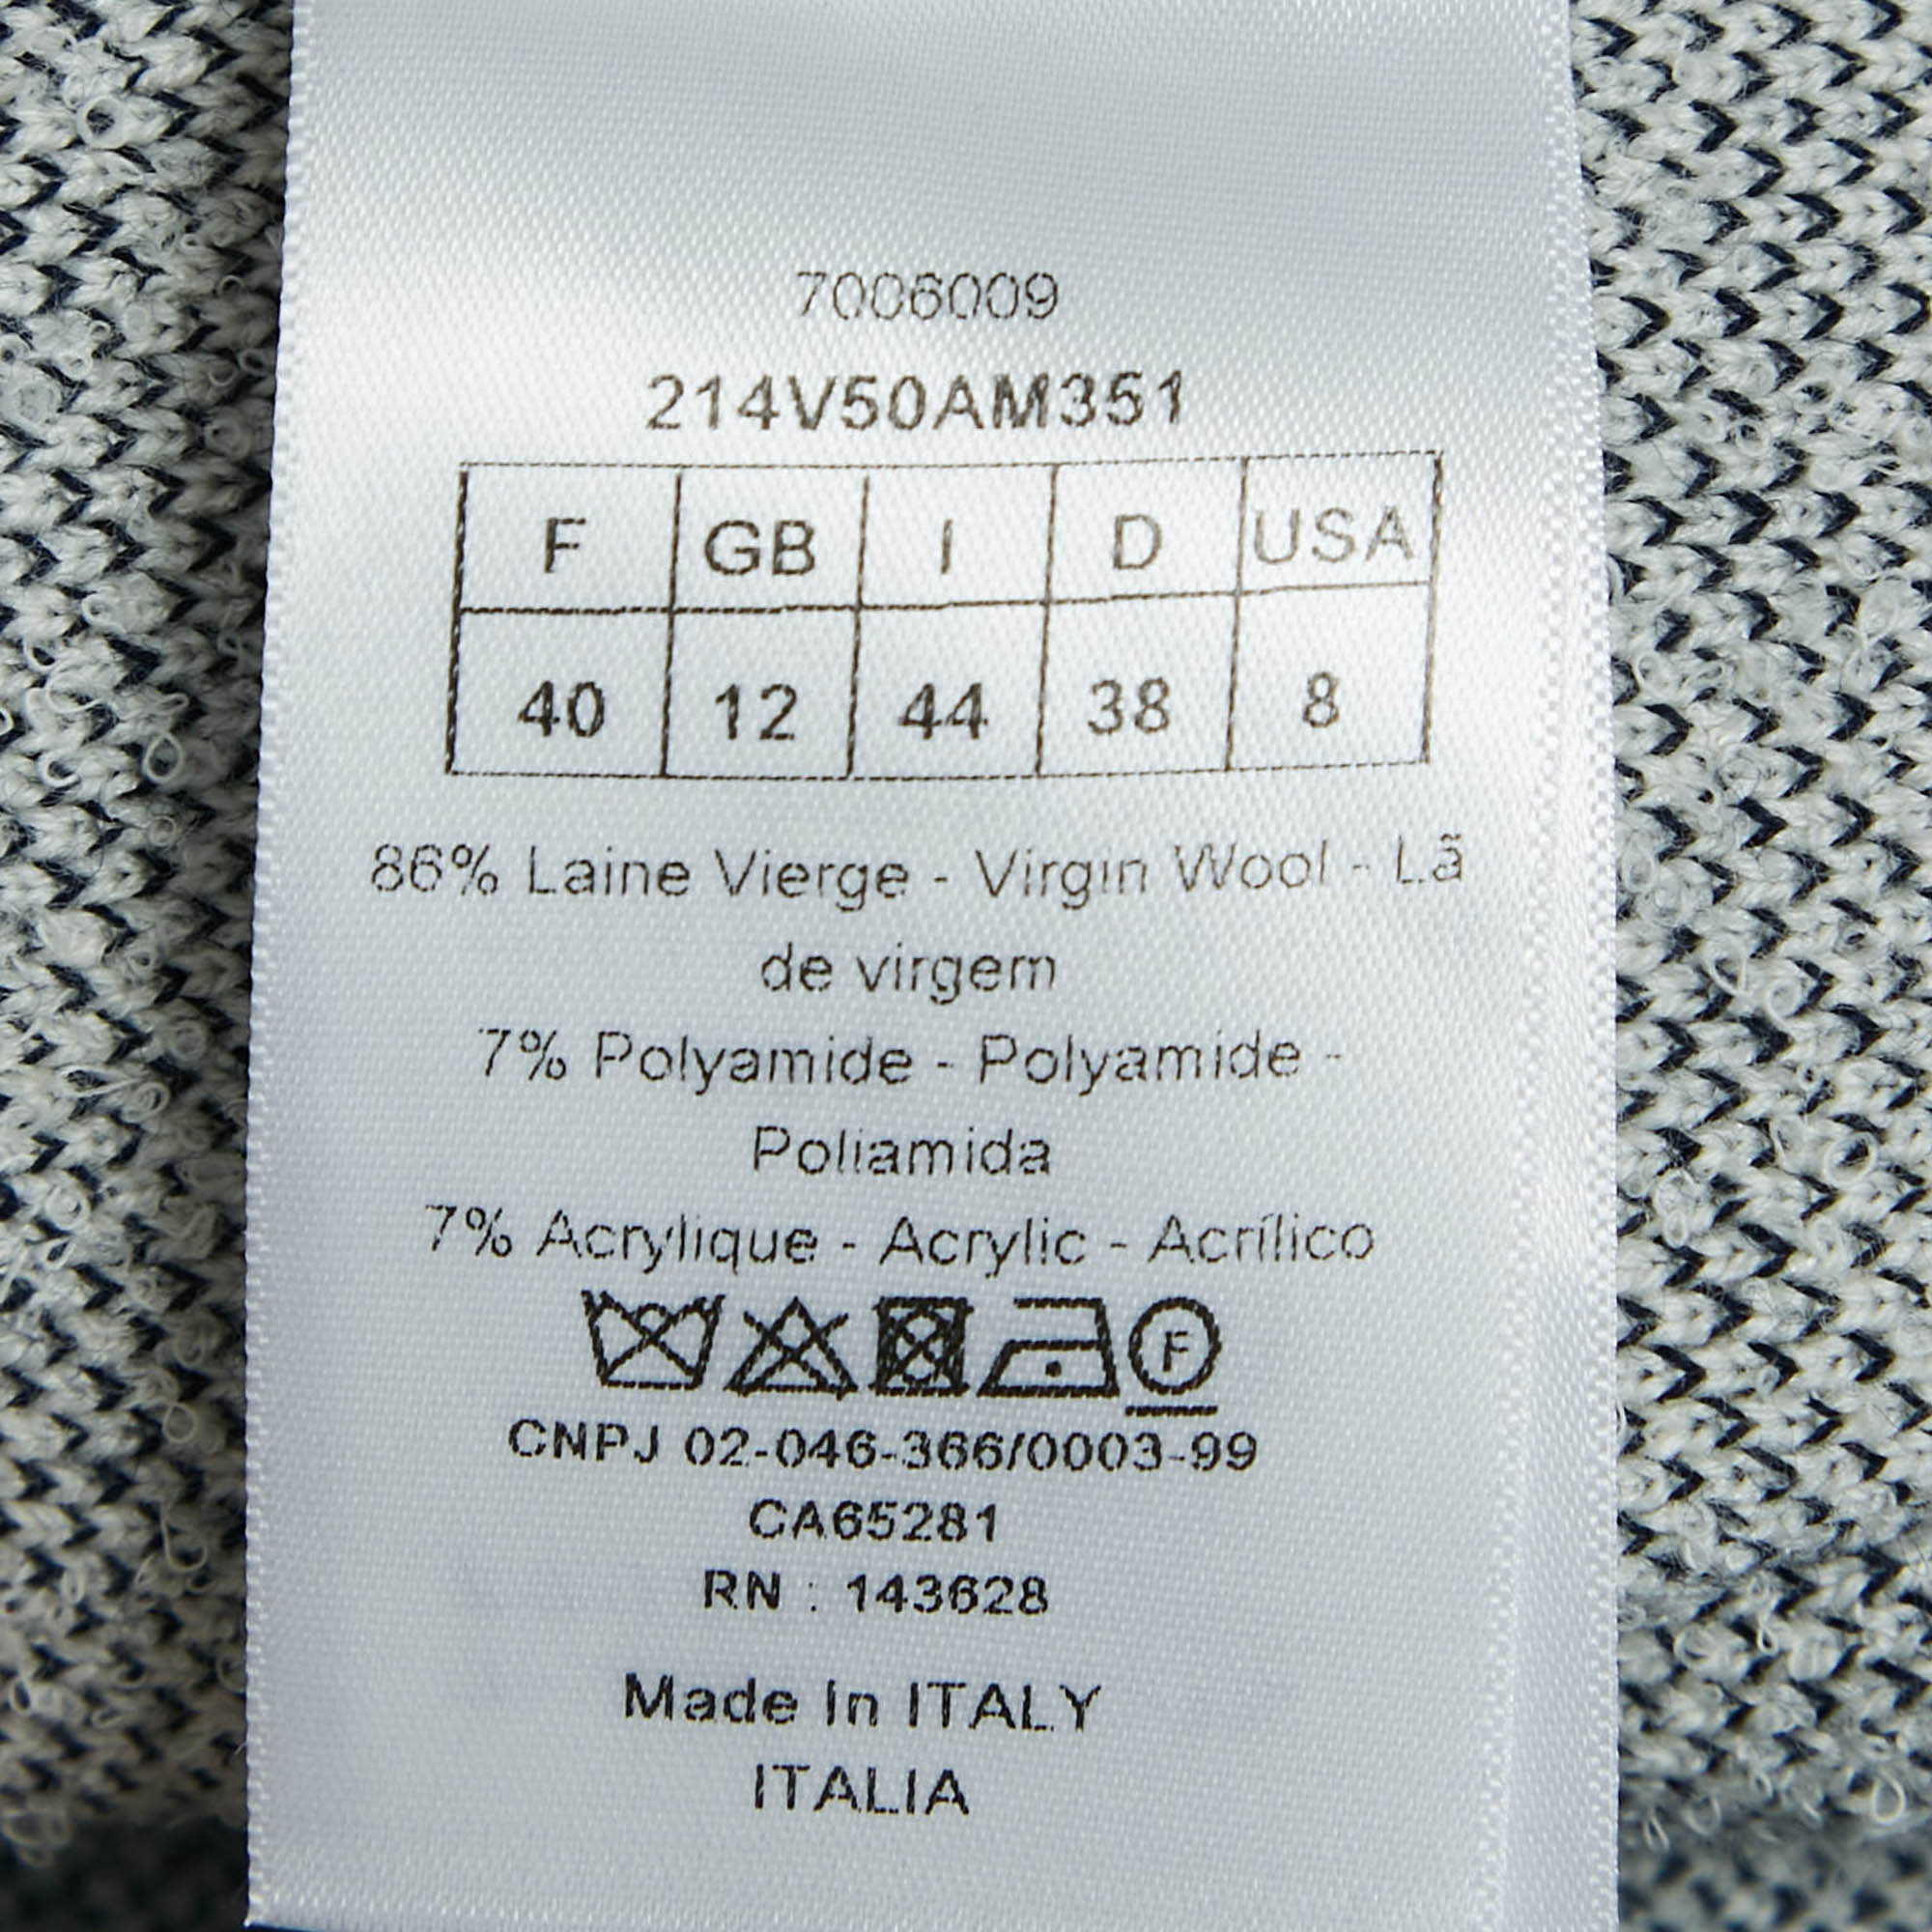 7006009
214V50AM351
F GB I D USA
40 12 44 38 8
86% Laine Vierge - Virgin Wool - Lã
de virgem
7% Polyamide - Polyamide -
Poliamida
7% Acrylique - Acrylic - Acrílico
F
CNPJ 02-046-366/0003-99
CA65281
RN : 143628
Made In ITALY
ITALIA